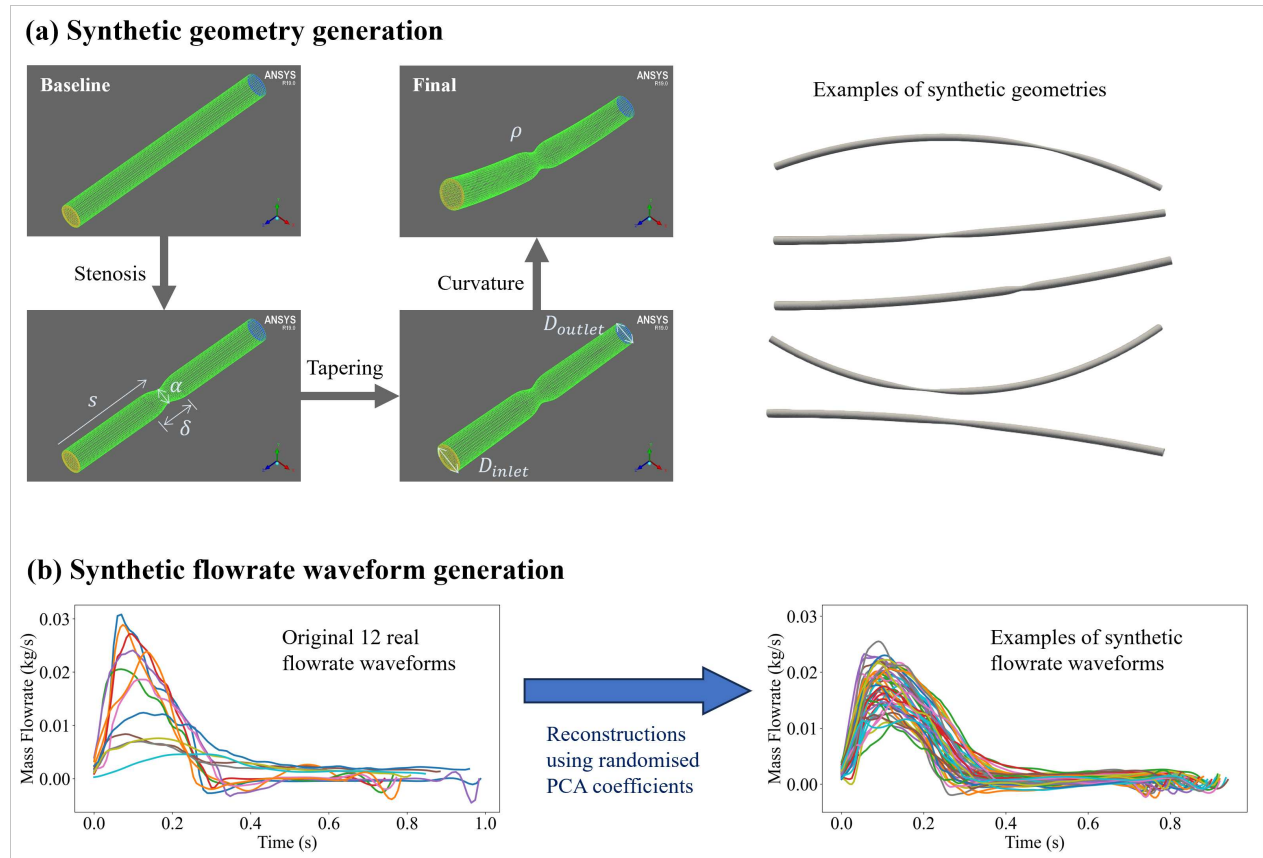 (a) Synthetic geometry generation
Baseline
ANSYS
R19.0
Final
ρ
ANSYS
R19.0
Examples of synthetic geometries
Stenosis
Curvature
s
α
δ
ANSYS
R19.0
Tapering
D_outlet
D_inlet
ANSYS
R19.0
(b) Synthetic flowrate waveform generation
Mass Flowrate (kg/s)
0.03
0.02
0.01
0.00
Original 12 real
flowrate waveforms
0.0 0.2 0.4 0.6 0.8 1.0
Time (s)
Reconstructions
using randomised
PCA coefficients
Mass Flowrate (kg/s)
0.03
0.02
0.01
0.00
Examples of synthetic
flowrate waveforms
0.0 0.2 0.4 0.6 0.8
Time (s)